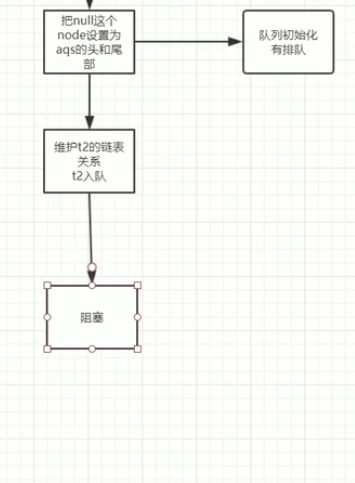 把null这个
node设置为
aqs的头和尾
部
队列初始化
有排队
维护t2的链表
关系
t2入队
阻塞